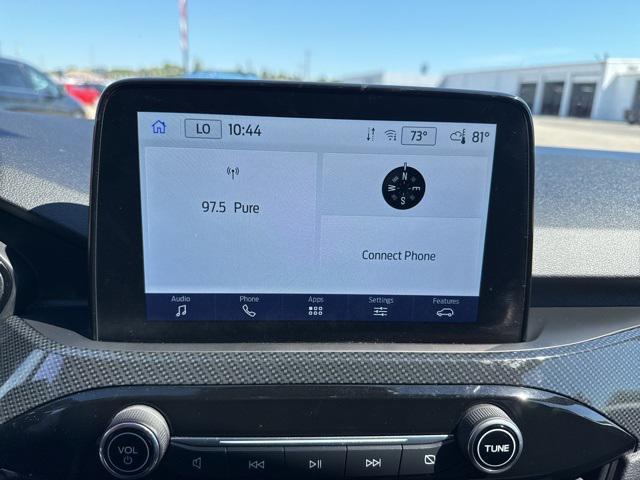 LO 10:44 73° 81°
97.5 Pure
N
W E
S
Connect Phone
Audio Phone Apps Settings Features
VOL TUNE